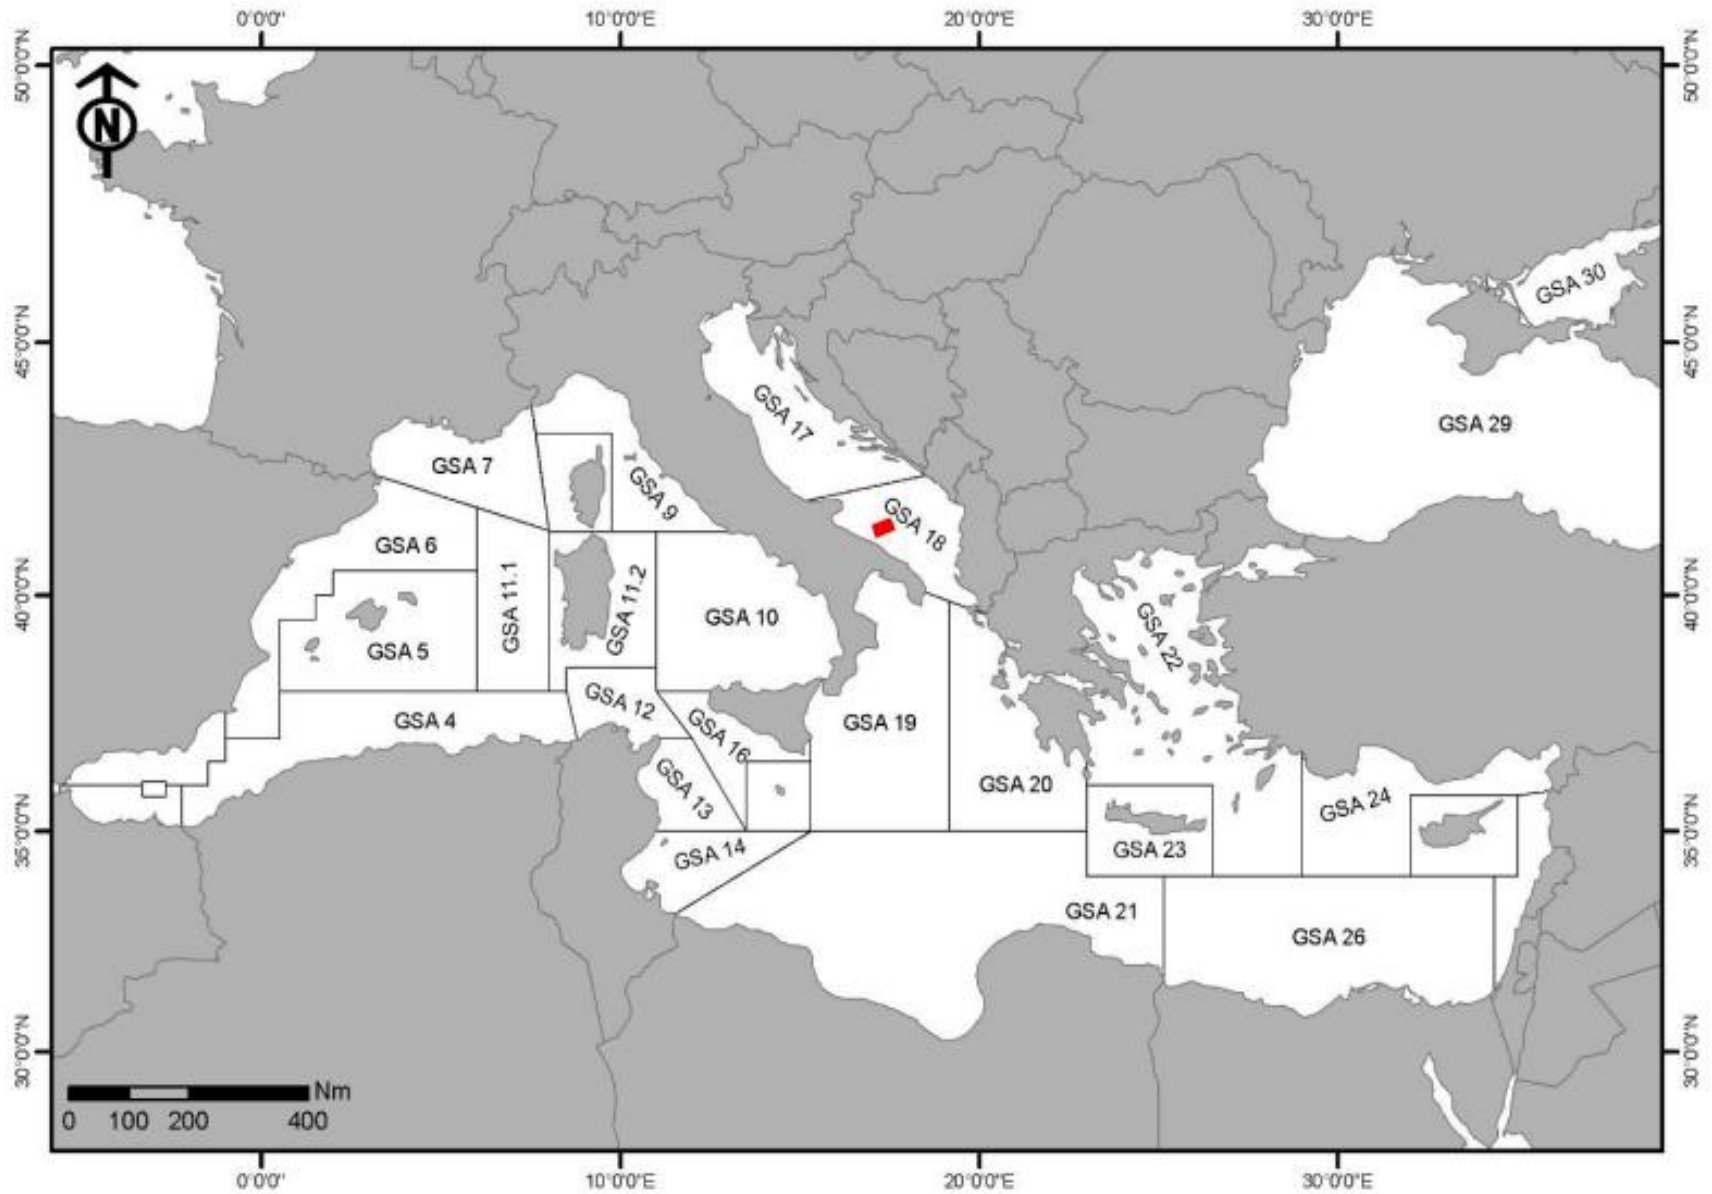 0°0'0"
10°0'0"E
20°0'0"E
30°0'0"E
50°0'0"N
50°0'0"N
N
GSA 30
45°0'0"N
45°0'0"N
GSA 17
GSA 29
GSA 7
GSA 9
GSA 18
GSA 6
GSA 11.1
GSA 11.2
40°0'0"N
40°0'0"N
GSA 10
GSA 22
GSA 5
GSA 12
GSA 4
GSA 16
GSA 19
GSA 13
GSA 20
GSA 24
35°0'0"N
35°0'0"N
GSA 14
GSA 23
GSA 21
GSA 26
30°0'0"N
30°0'0"N
Nm
0 100 200 400
0°0'0"
10°0'0"E
20°0'0"E
30°0'0"E